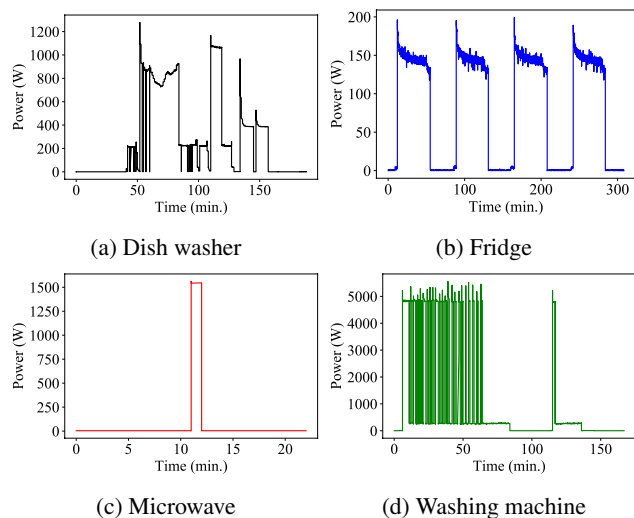 1200
1000
800
600
400
200
0
Power (W)
0 50 100 150
Time (min.)
(a) Dish washer
200
150
100
50
0
Power (W)
0 100 200 300
Time (min.)
(b) Fridge
1500
1250
1000
750
500
250
0
Power (W)
0 5 10 15 20
Time (min.)
(c) Microwave
5000
4000
3000
2000
1000
0
Power (W)
0 50 100 150
Time (min.)
(d) Washing machine